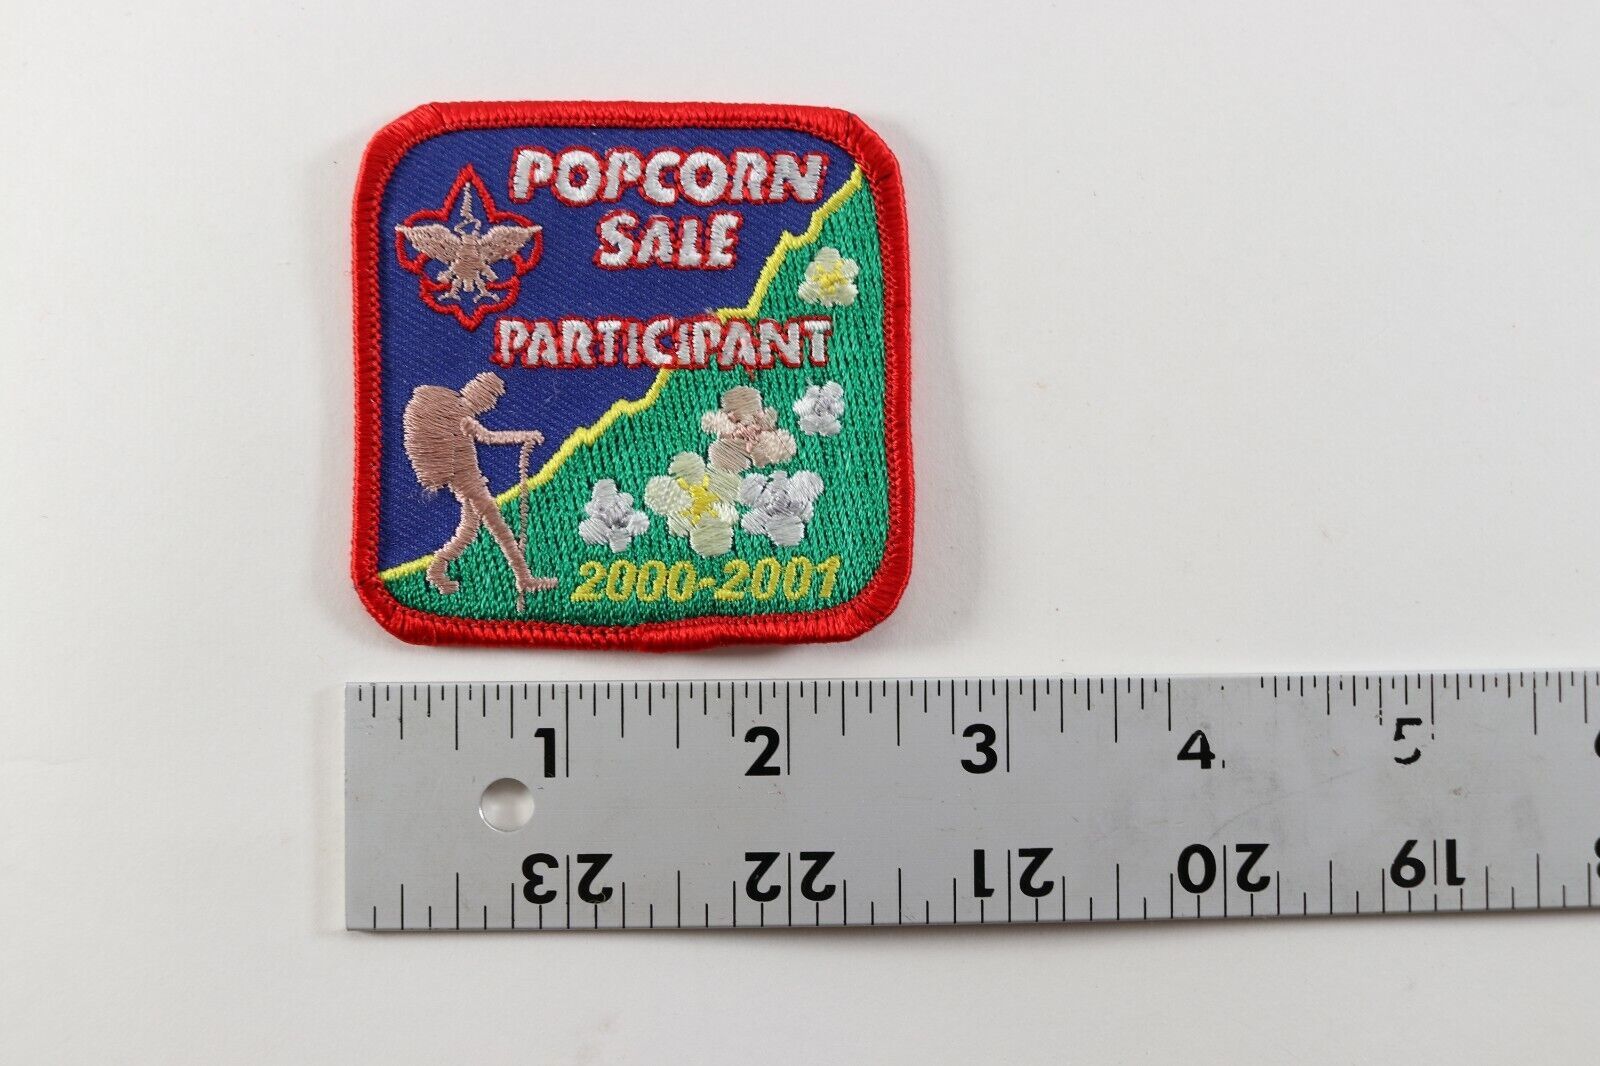 POPCORN
SALE
PARTICIPANT
2000-2001
1 2 3 4 5
23 22 21 20 19